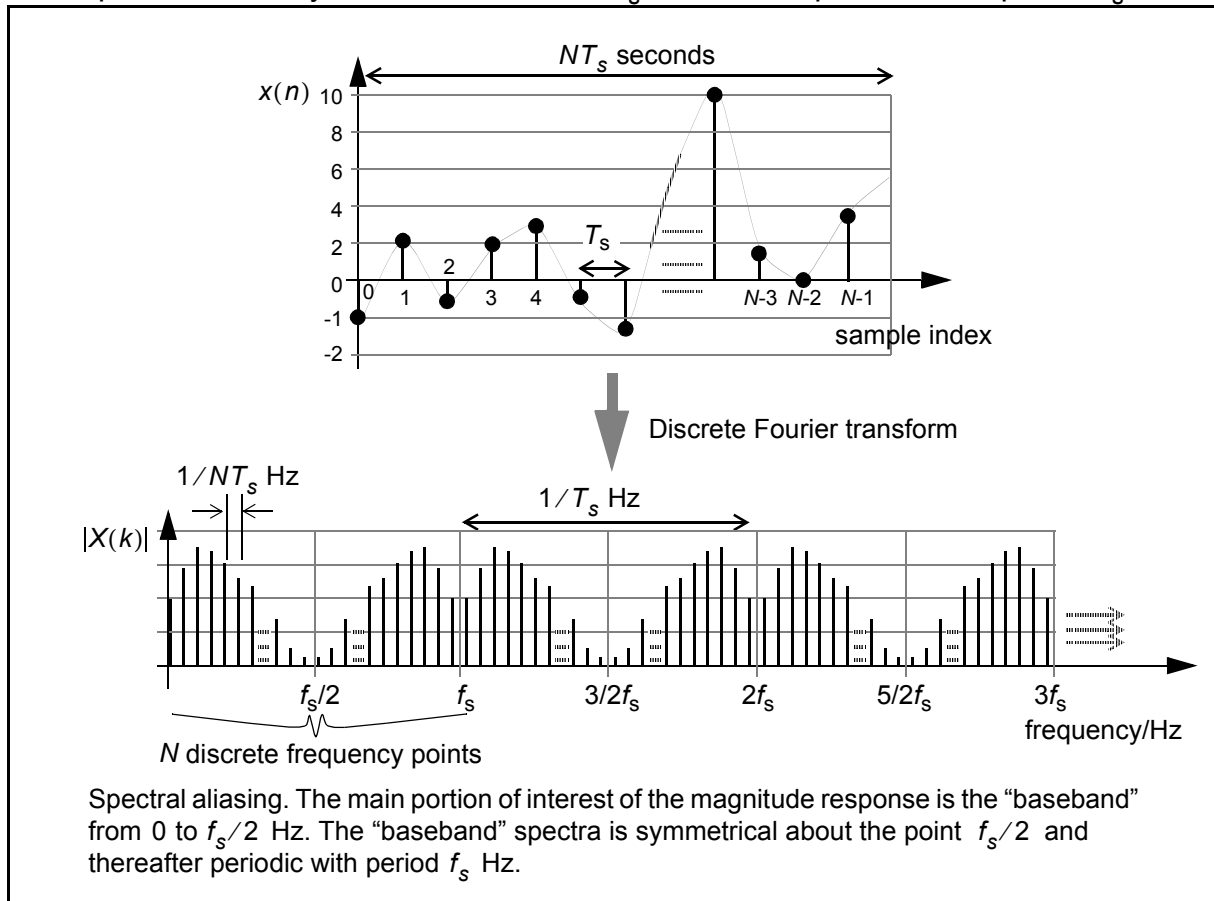 NT_s seconds
x(n)
10
8
6
4
2
0
-1
-2
T_s
0
1
2
3
4
N-3
N-2
N-1
sample index
Discrete Fourier transform
1/NT_s Hz
1/T_s Hz
|X(k)|
f_s/2
f_s
3/2f_s
2f_s
5/2f_s
3f_s
frequency/Hz
N discrete frequency points
Spectral aliasing. The main portion of interest of the magnitude response is the “baseband”
from 0 to f_s/2 Hz. The “baseband” spectra is symmetrical about the point f_s/2 and
thereafter periodic with period f_s Hz.